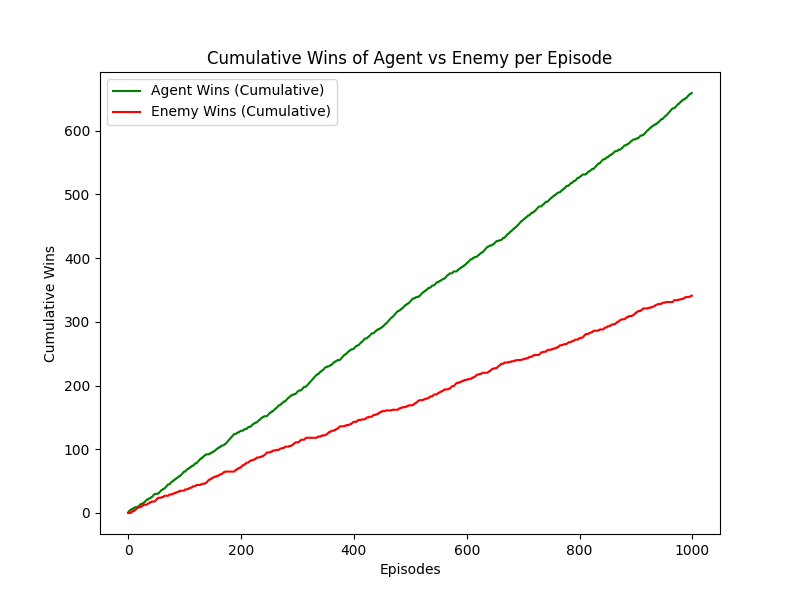 Cumulative Wins of Agent vs Enemy per Episode
Agent Wins (Cumulative)
Enemy Wins (Cumulative)
Cumulative Wins
600
500
400
300
200
100
0
0 200 400 600 800 1000
Episodes